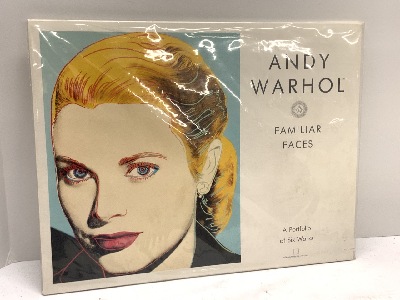 ANDY
WARHOL
FAMILIAR
FACES
A Portfolio
of Six Works